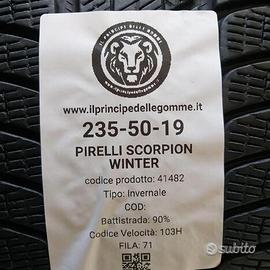 IL PRINCIPE DELLE GOMME
www.ilprincipedellegomme.it
www.ilprincipedellegomme.it
235-50-19
PIRELLI SCORPION
WINTER
codice prodotto: 41482
Tipo: Invernale
COD:
Battistrada: 90%
Codice Velocità: 103H
FILA: 71
subito